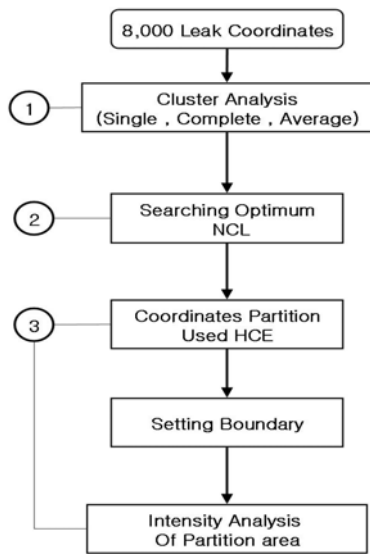 8,000 Leak Coordinates
1
Cluster Analysis
(Single , Complete , Average)
2
Searching Optimum
NCL
3
Coordinates Partition
Used HCE
Setting Boundary
Intensity Analysis
Of Partition area